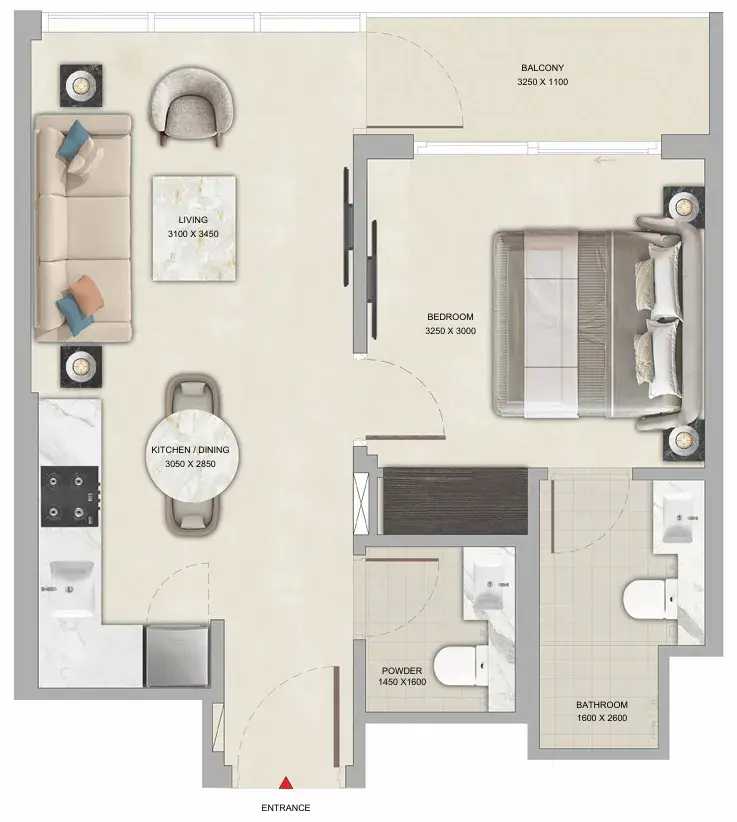 BALCONY
3250 X 1100
LIVING
3100 X 3450
BEDROOM
3250 X 3000
KITCHEN / DINING
3050 X 2850
POWDER
1450 X1600
BATHROOM
1600 X 2600
ENTRANCE